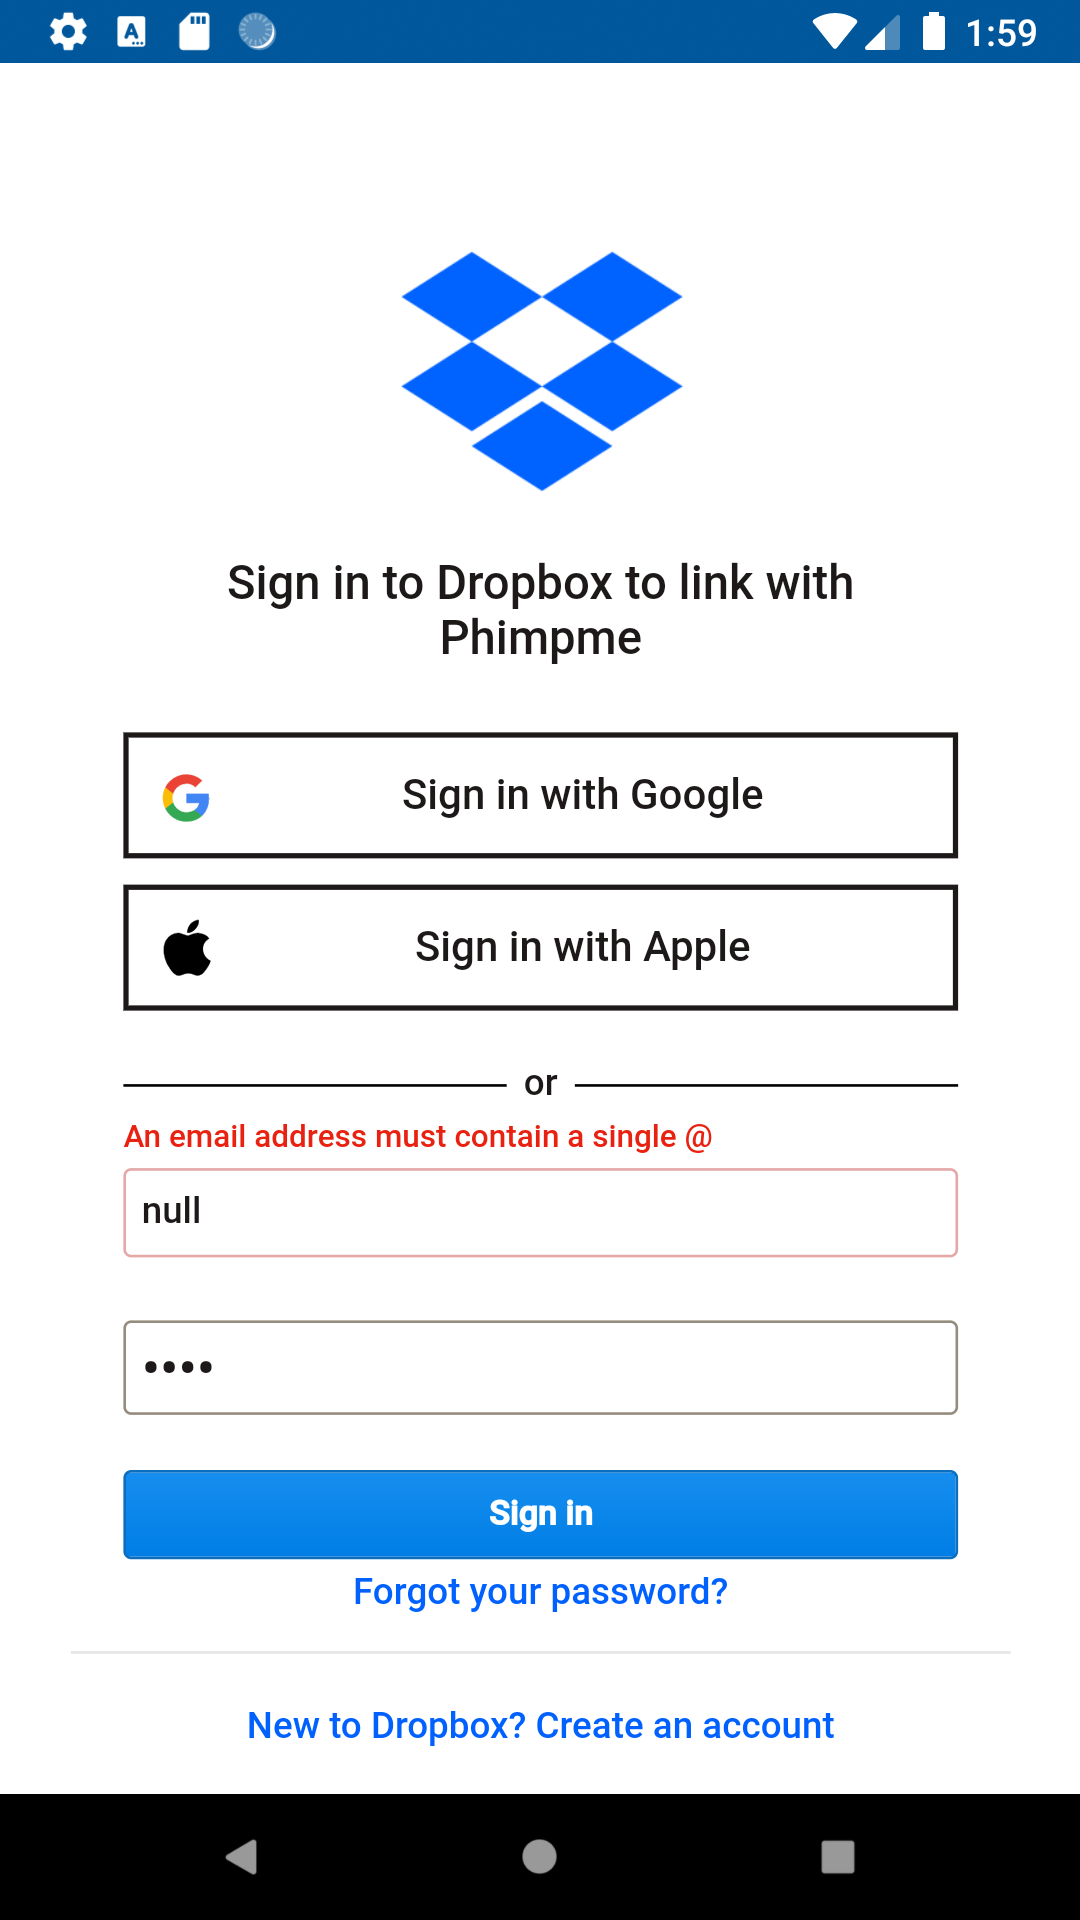 1:59
Sign in to Dropbox to link with
Phimpme
Sign in with Google
Sign in with Apple
or
An email address must contain a single @
null
••••
Sign in
Forgot your password?
New to Dropbox? Create an account